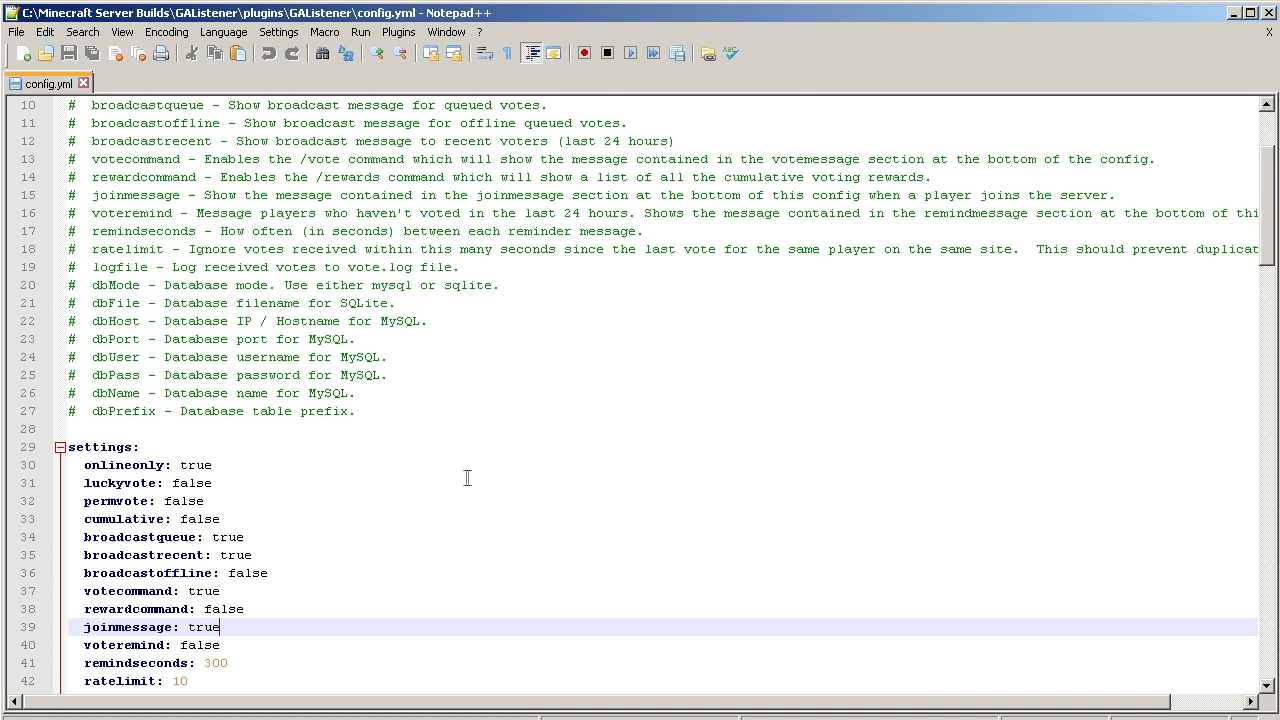 C:\Minecraft Server Builds\GAListener\plugins\GAListener\config.yml - Notepad++
File Edit Search View Encoding Language Settings Macro Run Plugins Window ? X
config.yml
10 #  broadcastqueue - Show broadcast message for queued votes.
11 #  broadcastoffline - Show broadcast message for offline queued votes.
12 #  broadcastrecent - Show broadcast message to recent voters (last 24 hours)
13 #  votecommand - Enables the /vote command which will show the message contained in the votemessage section at the bottom of the config.
14 #  rewardcommand - Enables the /rewards command which will show a list of all the cumulative voting rewards.
15 #  joinmessage - Show the message contained in the joinmessage section at the bottom of this config when a player joins the server.
16 #  voteremind - Message players who haven't voted in the last 24 hours. Shows the message contained in the remindmessage section at the bottom of thi
17 #  remindseconds - How often (in seconds) between each reminder message.
18 #  ratelimit - Ignore votes received within this many seconds since the last vote for the same player on the same site.  This should prevent duplicat
19 #  logfile - Log received votes to vote.log file.
20 #  dbMode - Database mode. Use either mysql or sqlite.
21 #  dbFile - Database filename for SQLite.
22 #  dbHost - Database IP / Hostname for MySQL.
23 #  dbPort - Database port for MySQL.
24 #  dbUser - Database username for MySQL.
25 #  dbPass - Database password for MySQL.
26 #  dbName - Database name for MySQL.
27 #  dbPrefix - Database table prefix.
28
29 settings:
30 onlineonly: true
31 luckyvote: false
32 permvote: false
33 cumulative: false
34 broadcastqueue: true
35 broadcastrecent: true
36 broadcastoffline: false
37 votecommand: true
38 rewardcommand: false
39 joinmessage: true
40 voteremind: false
41 remindseconds: 300
42 ratelimit: 10